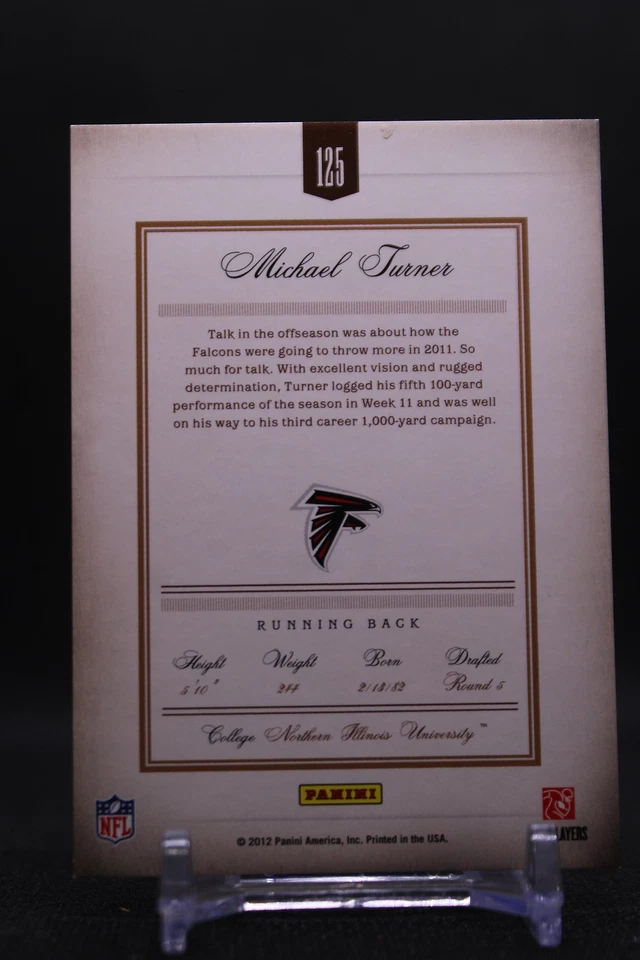 125
Michael Turner
Talk in the offseason was about how the
Falcons were going to throw more in 2011. So
much for talk. With excellent vision and rugged
determination, Turner logged his fifth 100-yard
performance of the season in Week 11 and was well
on his way to his third career 1,000-yard campaign.
RUNNING BACK
Height Weight Born Drafted
5'10" 244 2/13/82 Round 5
College Northern Illinois University™
PANINI
NFL
AYERS
© 2012 Panini America, Inc. Printed in the USA.